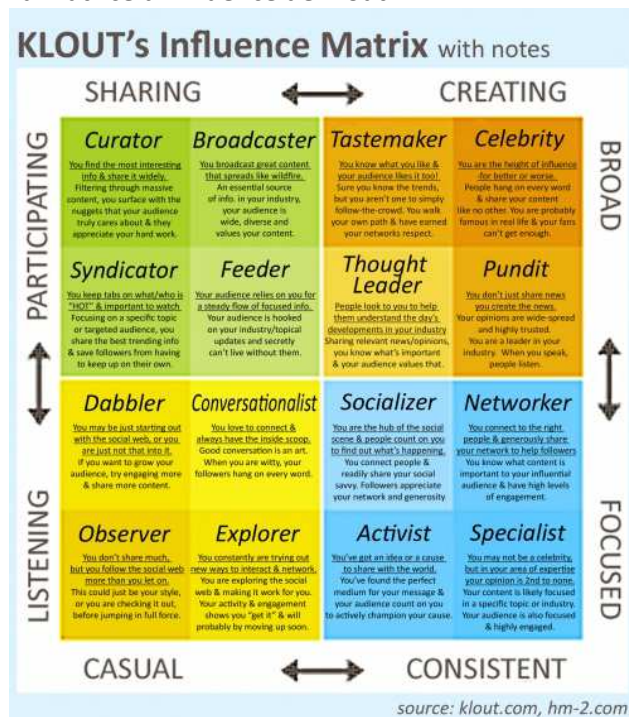 KLOUT's Influence Matrix with notes
SHARING CREATING
PARTICIPATING
BROAD
Curator
You find the most interesting
info & share it widely.
Filtering through massive
content, you surface with the
nuggets that your audience
truly cares about & they
appreciate your hard work.
Broadcaster
You broadcast great content
that spreads like wildfire.
An essential source
of info. in your industry,
your audience is
wide, diverse and
values your content.
Tastemaker
You know what you like &
your audience likes it too!
Sure you know the trends,
but you aren't one to simply
follow-the-crowd. You walk
your own path & have earned
your networks respect.
Celebrity
You are the height of influence
-for better or worse.
People hang on every word
& share your content
like no other. You are probably
famous in real life & your fans
can't get enough.
Syndicator
You keep tabs on what/who is
"HOT" & important to watch
Focusing on a specific topic
or targeted audience, you
share the best trending info
& save followers from having
to keep up on their own.
Feeder
Your audience relies on you for
a steady flow of focused info.
Your audience is hooked
on your industry/topical
updates and secretly
can't live without them.
Thought
Leader
People look to you to help
them understand the day's
developments in your industry
Sharing relevant news/opinions,
you know what's important
& your audience values that.
Pundit
You don't just share news
you create the news.
Your opinions are wide-spread
and highly trusted.
You are a leader in your
industry. When you speak,
people listen.
Dabbler
You may be just starting out
with the social web, or you
are just not that into it.
If you want to grow your
audience, try engaging more
& share more content.
Conversationalist
You love to connect &
always have the inside scoop.
Good conversation is an art.
When you are witty, your
followers hang on every word.
Socializer
You are the hub of the social
scene & people count on you
to find out what's happening.
You connect people &
readily share your social
savvy. Followers appreciate
your network and generosity
Networker
You connect to the right
people & generously share
your network to help followers
You know what content is
important to your influential
audience & have high levels
of engagement.
Observer
You don't share much,
but you follow the social web
more than you let on.
This could just be your style,
or you are checking it out,
before jumping in full force.
Explorer
You constantly are trying out
new ways to interact & network.
You are exploring the social
web & making it work for you.
Your activity & engagement
shows you "get it" & will
probably by moving up soon.
Activist
You've got an idea or a cause
to share with the world.
You've found the perfect
medium for your message &
your audience count on you
to actively champion your cause.
Specialist
You may not be a celebrity,
but in your area of expertise
your opinion is 2nd to none.
Your content is likely focused
in a specific topic or industry.
Your audience is also focused
& highly engaged.
LISTENING
FOCUSED
CASUAL CONSISTENT
source: klout.com, hm-2.com